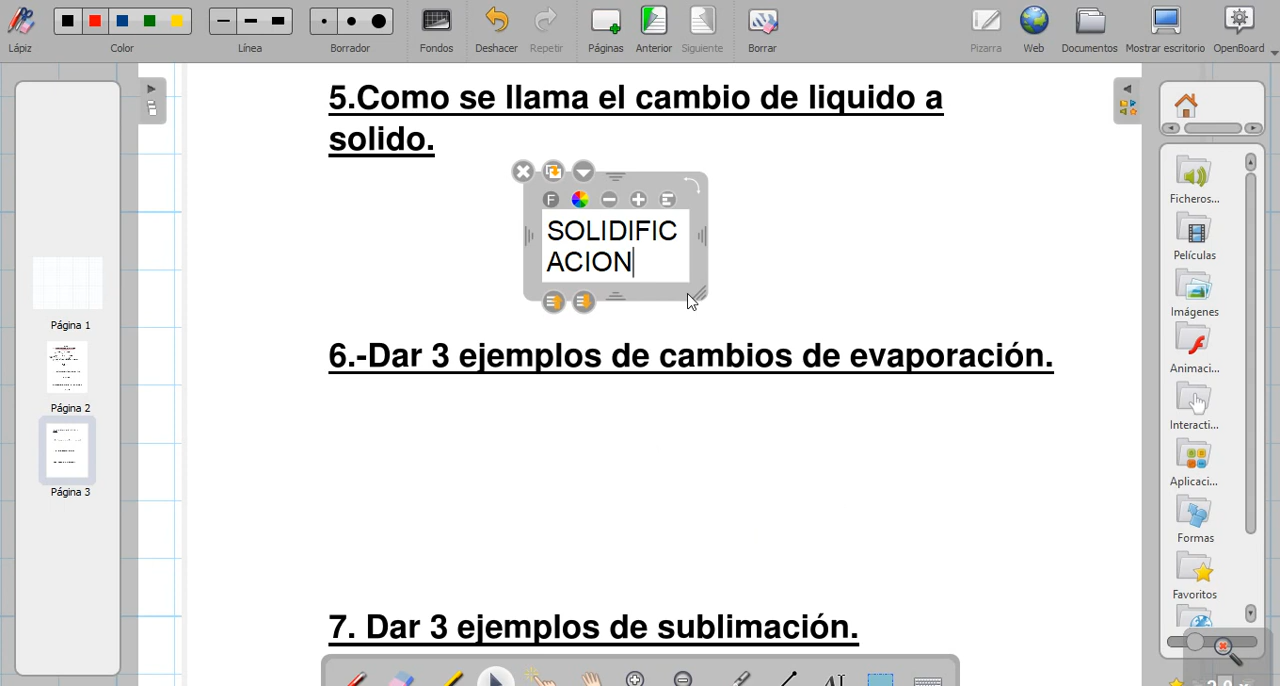 Lápiz
Color
Línea
Borrador
Fondos
Deshacer
Repetir
Páginas
Anterior
Siguiente
Borrar
Pizarra
Web
Documentos
Mostrar escritorio
OpenBoard
5.Como se llama el cambio de liquido a
solido.
F
SOLIDIFIC
ACION
6.-Dar 3 ejemplos de cambios de evaporación.
7. Dar 3 ejemplos de sublimación.
Página 1
Página 2
Página 3
Ficheros...
Películas
Imágenes
Animaci...
Interacti...
Aplicaci...
Formas
Favoritos